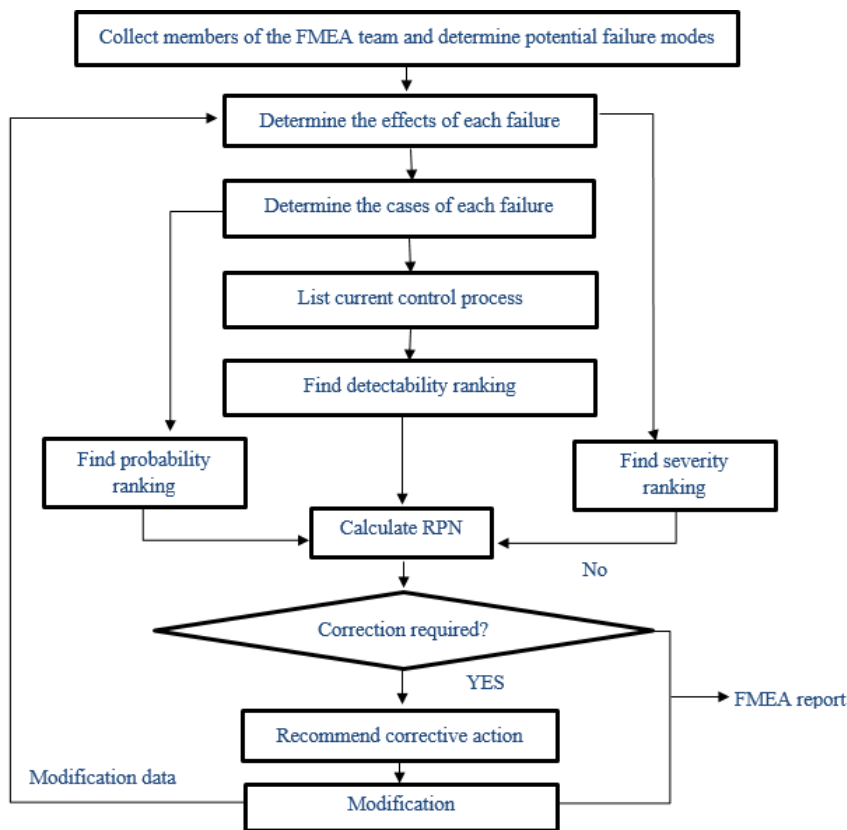 Collect members of the FMEA team and determine potential failure modes
Determine the effects of each failure
Determine the cases of each failure
List current control process
Find detectability ranking
Find probability
ranking
Find severity
ranking
Calculate RPN
No
Correction required?
YES
FMEA report
Recommend corrective action
Modification data
Modification